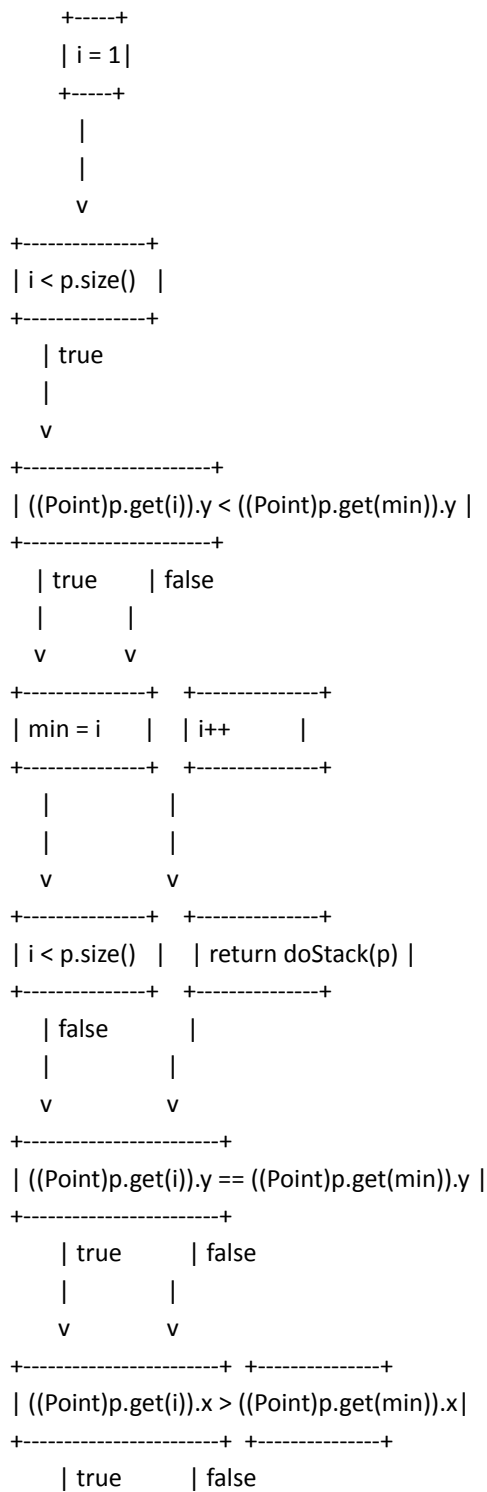 +-----+
| i = 1|
+-----+
|
|
v
+---------------+
| i < p.size() |
+---------------+
| true
|
v
+-----------------------+
| ((Point)p.get(i)).y < ((Point)p.get(min)).y |
+-----------------------+
| true | false
| |
v v
+---------------+ +---------------+
| min = i | | i++ |
+---------------+ +---------------+
| |
| |
v v
+---------------+ +---------------+
| i < p.size() | | return doStack(p) |
+---------------+ +---------------+
| false |
| |
v v
+------------------------+
| ((Point)p.get(i)).y == ((Point)p.get(min)).y |
+------------------------+
| true | false
| |
v v
+------------------------+ +---------------+
| ((Point)p.get(i)).x > ((Point)p.get(min)).x|
+------------------------+ +---------------+
| true | false